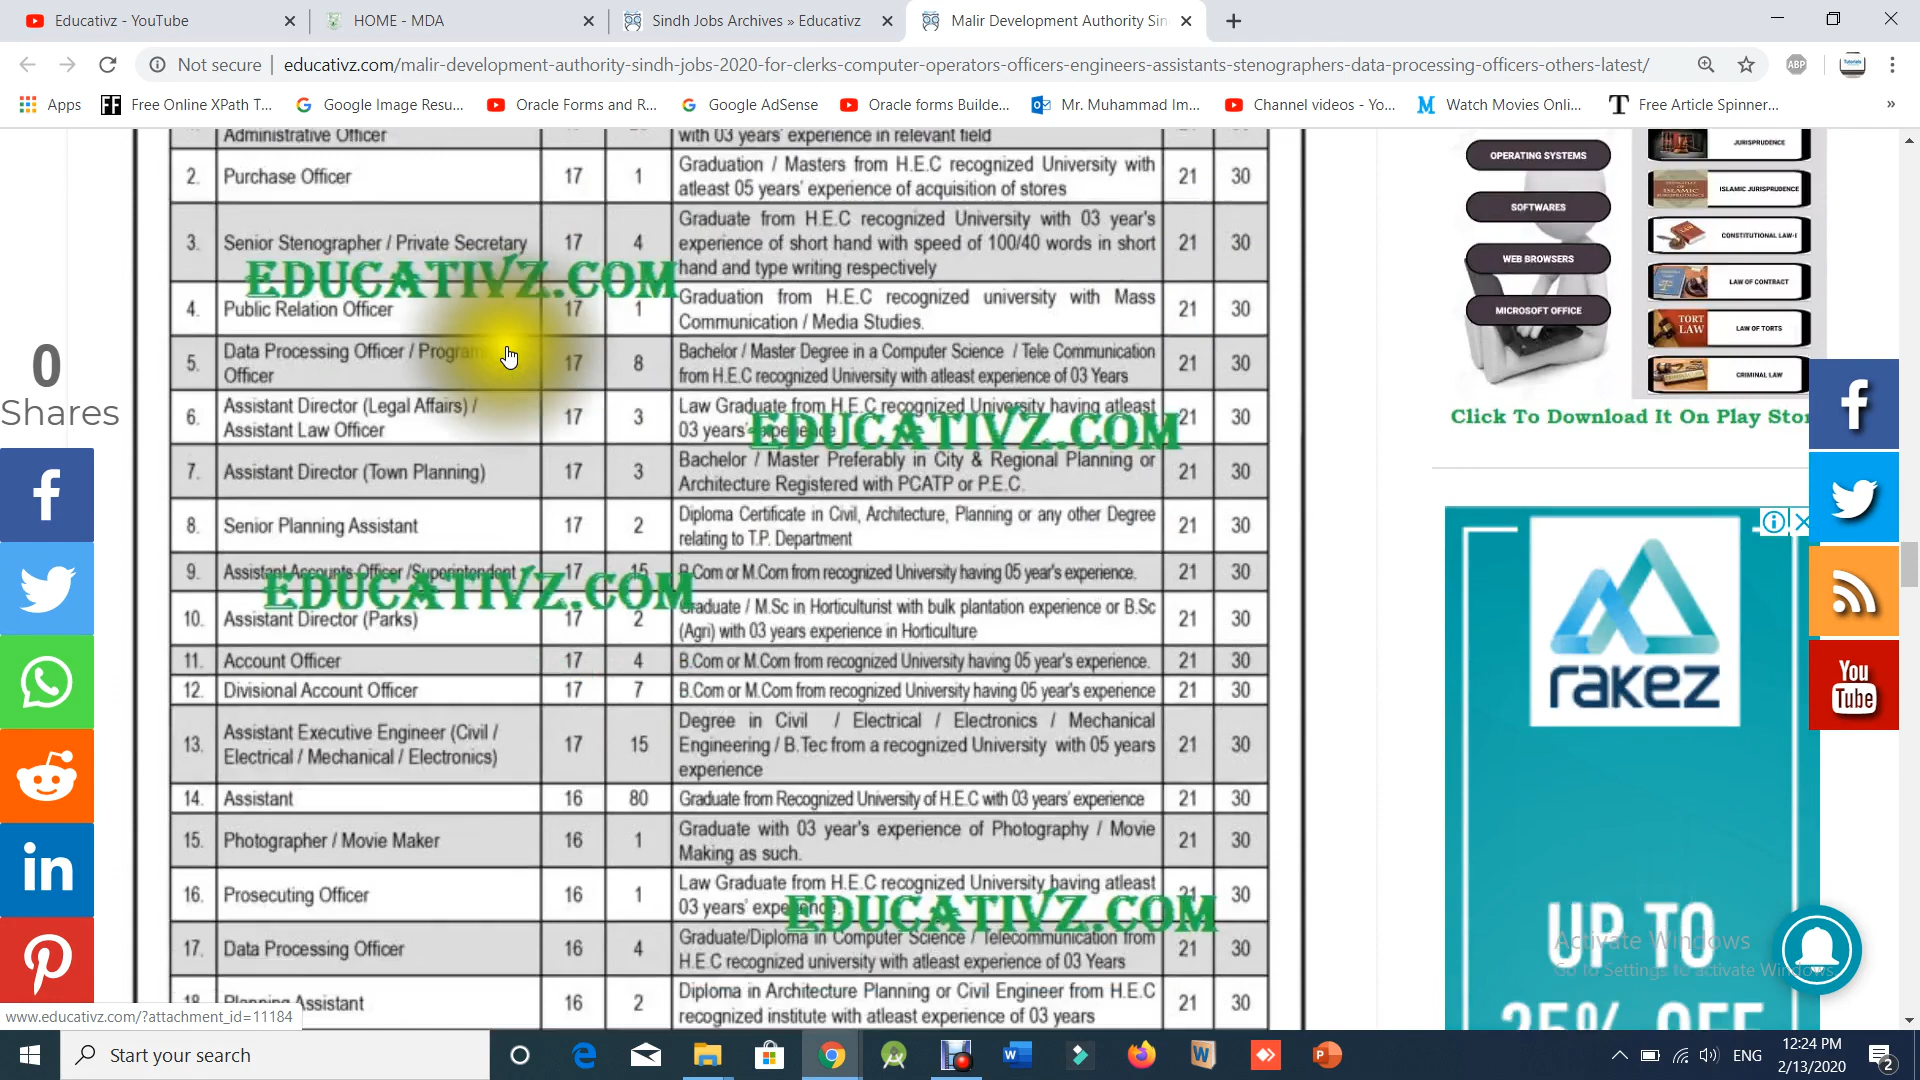 Educativz - YouTube
HOME - MDA
Sindh Jobs Archives » Educativz
Malir Development Authority Sin
Not secure
educativz.com/malir-development-authority-sindh-jobs-2020-for-clerks-computer-operators-officers-engineers-assistants-stenographers-data-processing-officers-others-latest/
ABP
Apps
Free Online XPath T...
Google Image Resu...
Oracle Forms and R...
Google AdSense
Oracle forms Builde...
Mr. Muhammad Im...
Channel videos - Yo...
Watch Movies Onli...
Free Article Spinner...
»
Administrative Officer
with 03 years' experience in relevant field
2. Purchase Officer 17 1 Graduation / Masters from H.E.C recognized University with 21 30
atleast 05 years' experience of acquisition of stores
3. Senior Stenographer / Private Secretary 17 4 Graduate from H.E.C recognized University with 03 year's 21 30
experience of short hand with speed of 100/40 words in short
hand and type writing respectively
EDUCATIVZ.COM
4. Public Relation Officer 17 1 Graduation from H.E.C recognized university with Mass 21 30
Communication / Media Studies.
5. Data Processing Officer / Program 17 8 Bachelor / Master Degree in a Computer Science / Tele Communication 21 30
Officer from H.E.C recognized University with atleast experience of 03 Years
6. Assistant Director (Legal Affairs) / 17 3 Law Graduate from H.E.C recognized University having atleast 21 30
Assistant Law Officer 03 years' experience
EDUCATIVZ.COM
7. Assistant Director (Town Planning) 17 3 Bachelor / Master Preferably in City & Regional Planning or 21 30
Architecture Registered with PCATP or P.E.C.
8. Senior Planning Assistant 17 2 Diploma Certificate in Civil, Architecture, Planning or any other Degree 21 30
relating to T.P. Department
9. Assistant Accounts Officer /Superintendent 17 15 B.Com or M.Com from recognized University having 05 year's experience. 21 30
EDUCATIVZ.COM
10. Assistant Director (Parks) 17 2 Graduate / M.Sc in Horticulturist with bulk plantation experience or B.Sc 21 30
(Agri) with 03 years experience in Horticulture
11. Account Officer 17 4 B.Com or M.Com from recognized University having 05 year's experience. 21 30
12. Divisional Account Officer 17 7 B.Com or M.Com from recognized University having 05 year's experience 21 30
13. Assistant Executive Engineer (Civil / 17 15 Degree in Civil / Electrical / Electronics / Mechanical 21 30
Electrical / Mechanical / Electronics) Engineering / B.Tec from a recognized University with 05 years
experience
14. Assistant 16 80 Graduate from Recognized University of H.E.C with 03 years' experience 21 30
15. Photographer / Movie Maker 16 1 Graduate with 03 year's experience of Photography / Movie 21 30
Making as such.
16. Prosecuting Officer 16 1 Law Graduate from H.E.C recognized University having atleast 21 30
03 years' experience
EDUCATIVZ.COM
17. Data Processing Officer 16 4 Graduate/Diploma in Computer Science / Telecommunication from 21 30
H.E.C recognized university with atleast experience of 03 Years
18. Planning Assistant 16 2 Diploma in Architecture Planning or Civil Engineer from H.E.C 21 30
recognized institute with atleast experience of 03 years
0
Shares
OPERATING SYSTEMS
SOFTWARES
WEB BROWSERS
MICROSOFT OFFICE
JURISPRUDENCE
ISLAMIC JURISPRUDENCE
CONSTITUTIONAL LAW-I
LAW OF CONTRACT
TORT LAW
LAW OF TORTS
CRIMINAL LAW
Click To Download It On Play Stor
rakez
UP TO
25% OFF
You
Tube
Activate Windows
Go to Settings to activate Windows.
www.educativz.com/?attachment_id=11184
Start your search
ENG
12:24 PM
2/13/2020
2